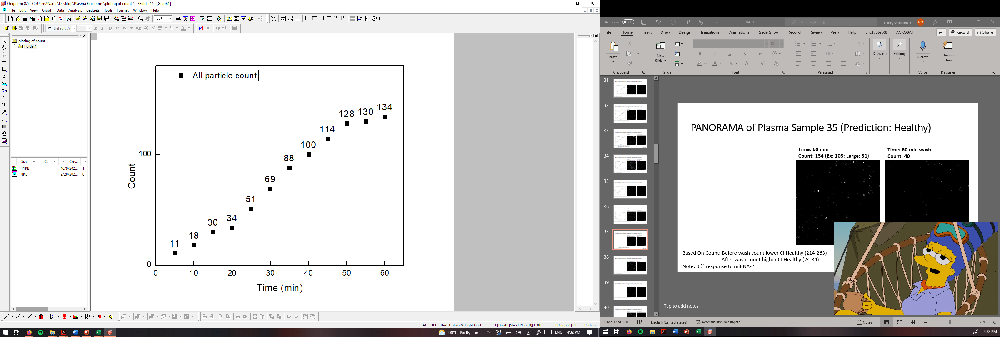 OriginPro 8.5 - C:\Users\Nareg\Desktop\Plasma Exosomes\ploting of count * - /Folder1/ - [Graph1]
File Edit View Graph Data Analysis Gadgets Tools Format Window Help
100%
Default: A 0 B I U
ploting of count
Folder1
Size C. Cre...
11KB 10/9/202... 1
8KB 2/28/202... 0
1
All particle count
134
130
128
114
100
88
69
51
34
30
18
11
100
0
Count
0 10 20 30 40 50 60
Time (min)
AU : ON Dark Colors & Light Grids 1:[Book1]Sheet1!Col(B)[1:30] 1:[Graph1]1!1 Radian
90°F Partly sun... ENG 4:32 PM
AutoSave Off 04-20... Search (Alt+Q) nareg ohannesian NO
File Home Insert Draw Design Transitions Animations Slide Show Record Review View Help EndNote X8 ACROBAT Record Share
Paste New Slide 18 Drawing Editing Dictate Design Ideas
B I U S ab AV
Aa A A
Clipboard Slides Font Paragraph Voice Designer
31
32
33
34
35
36
37
38
39
40
PANORAMA of Plasma Sample 35 (Prediction: Healthy)
Time: 60 min
Count: 134 (Ex: 103; Large: 31)
Time: 60 min wash
Count: 40
Based On Count: Before wash count lower CI Healthy (214-263)
After wash count higher CI Healthy (24-34)
Note: 0 % response to miRNA-21
Tap to add notes
Slide 37 of 110 English (United States) Accessibility: Investigate Notes 75%
4:32 PM